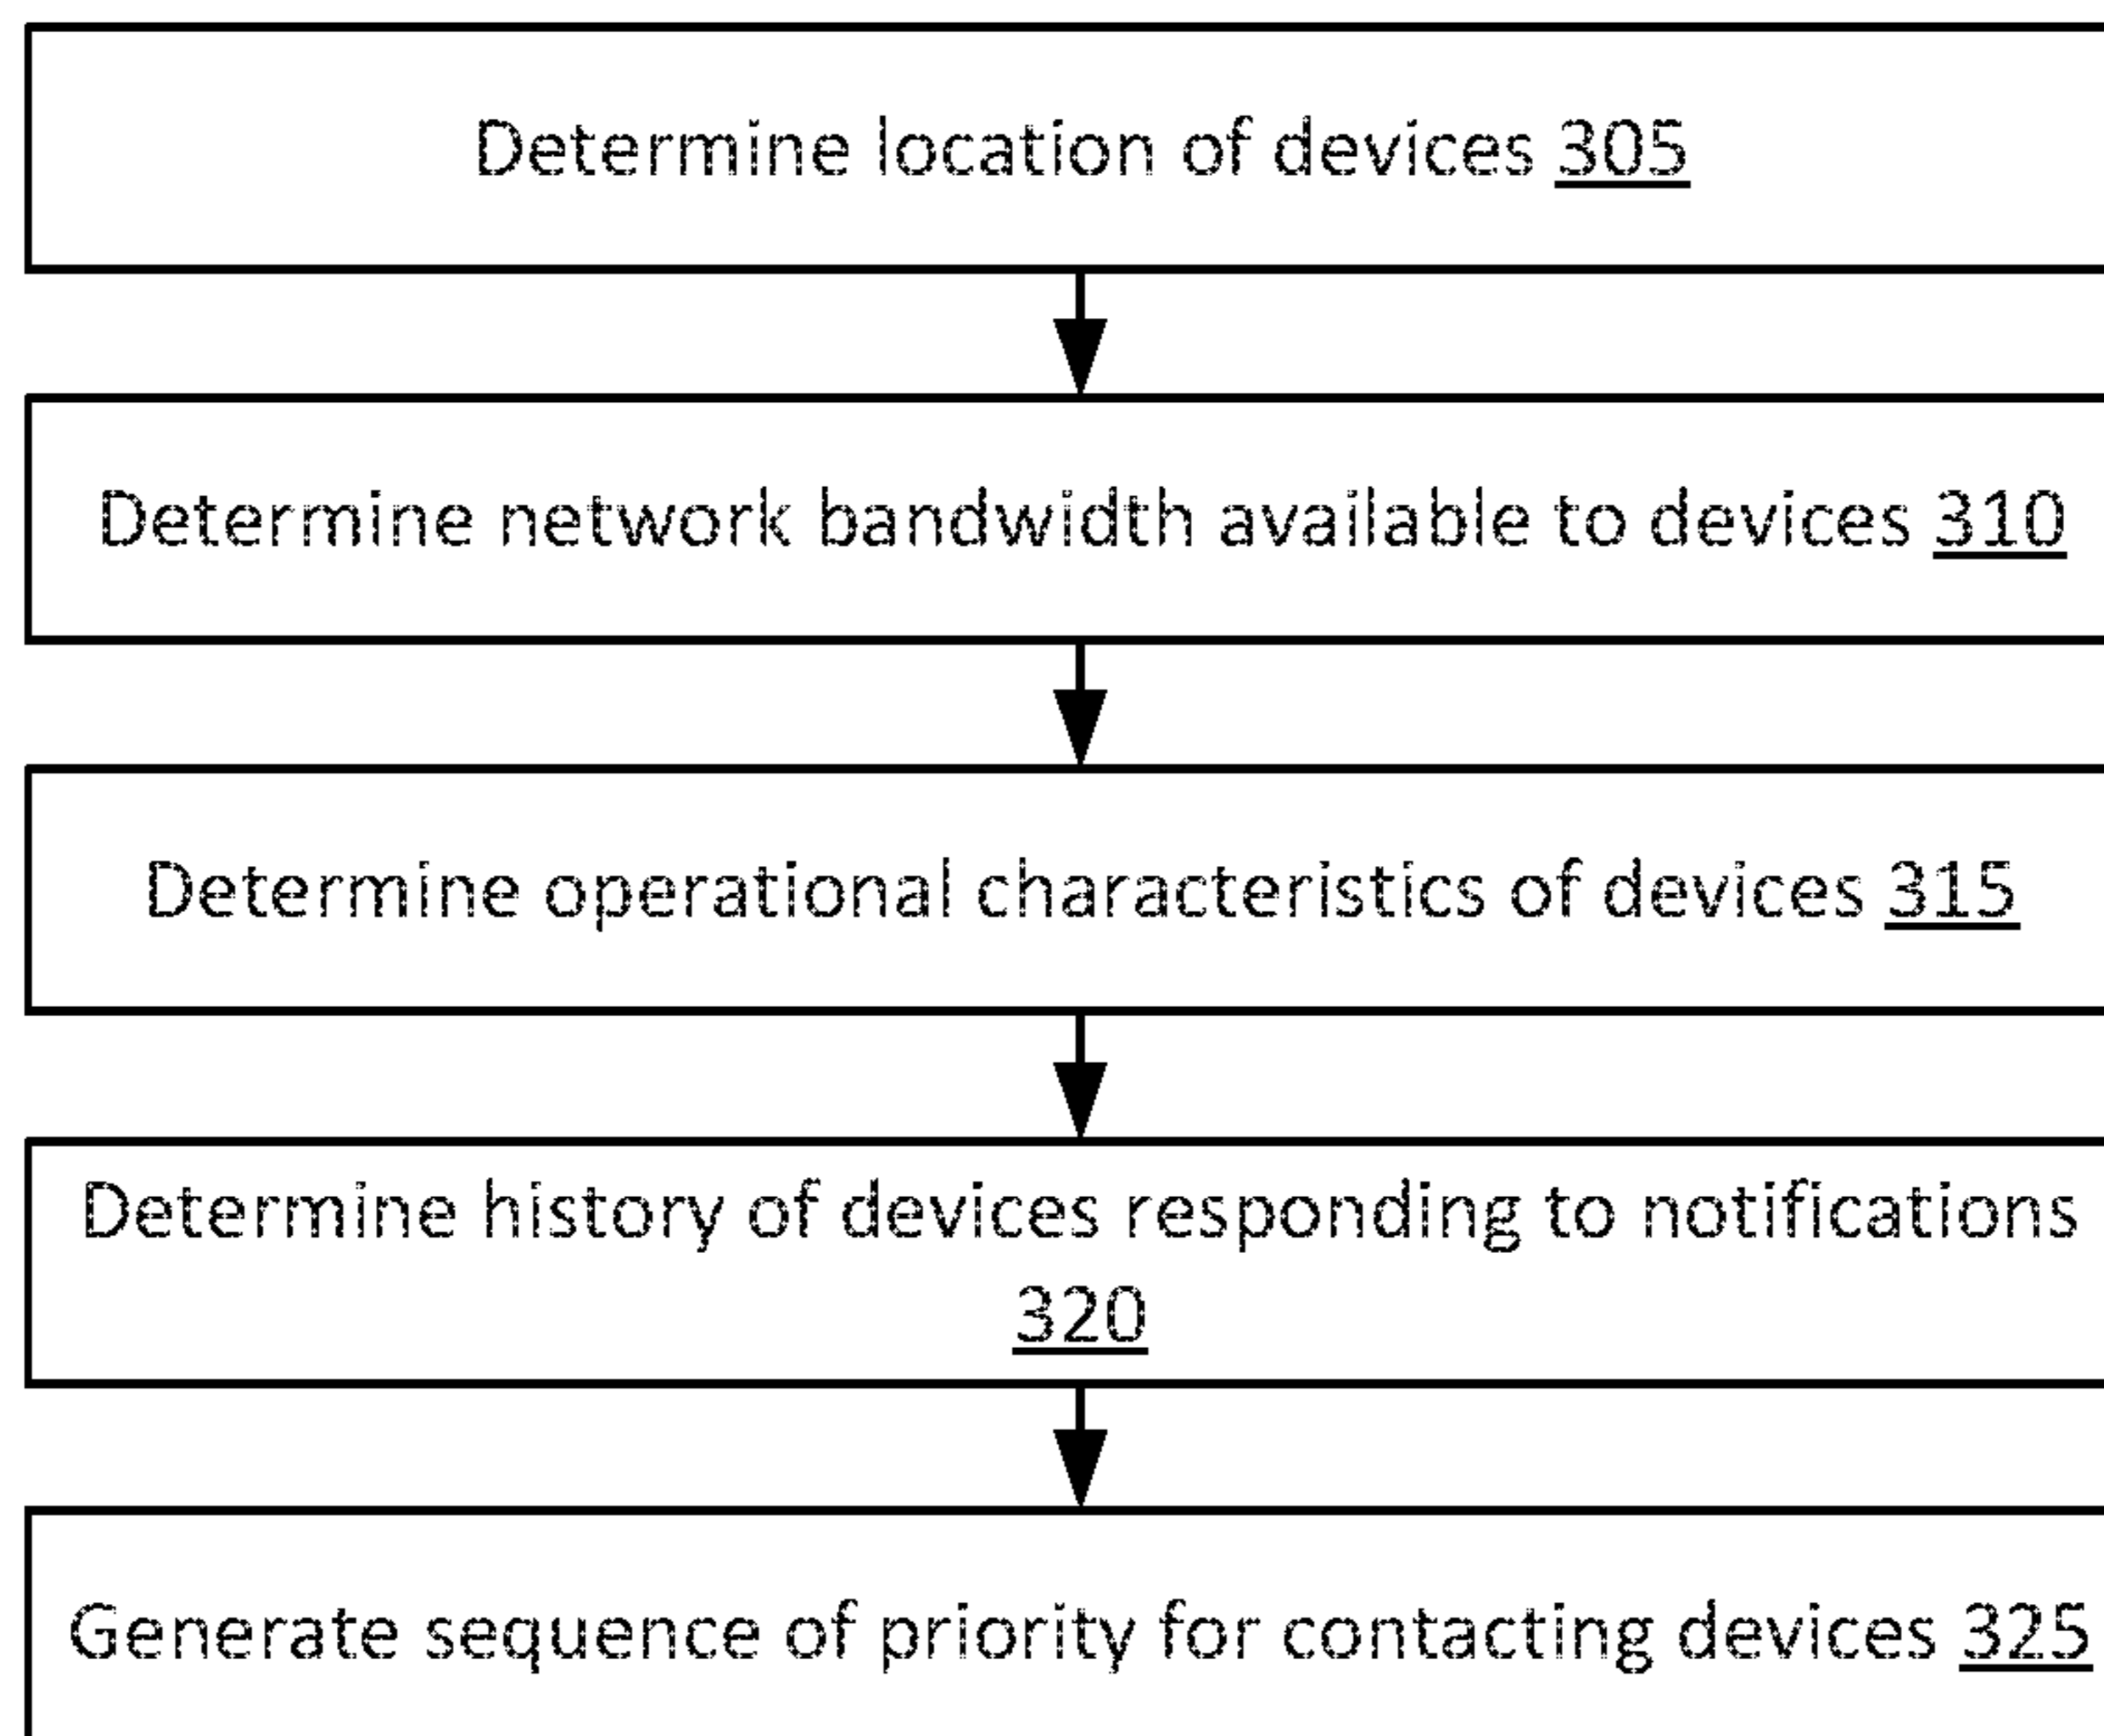 Determine location of devices 305
Determine network bandwidth available to devices 310
Determine operational characteristics of devices 315
Determine history of devices responding to notifications
320
Generate sequence of priority for contacting devices 325